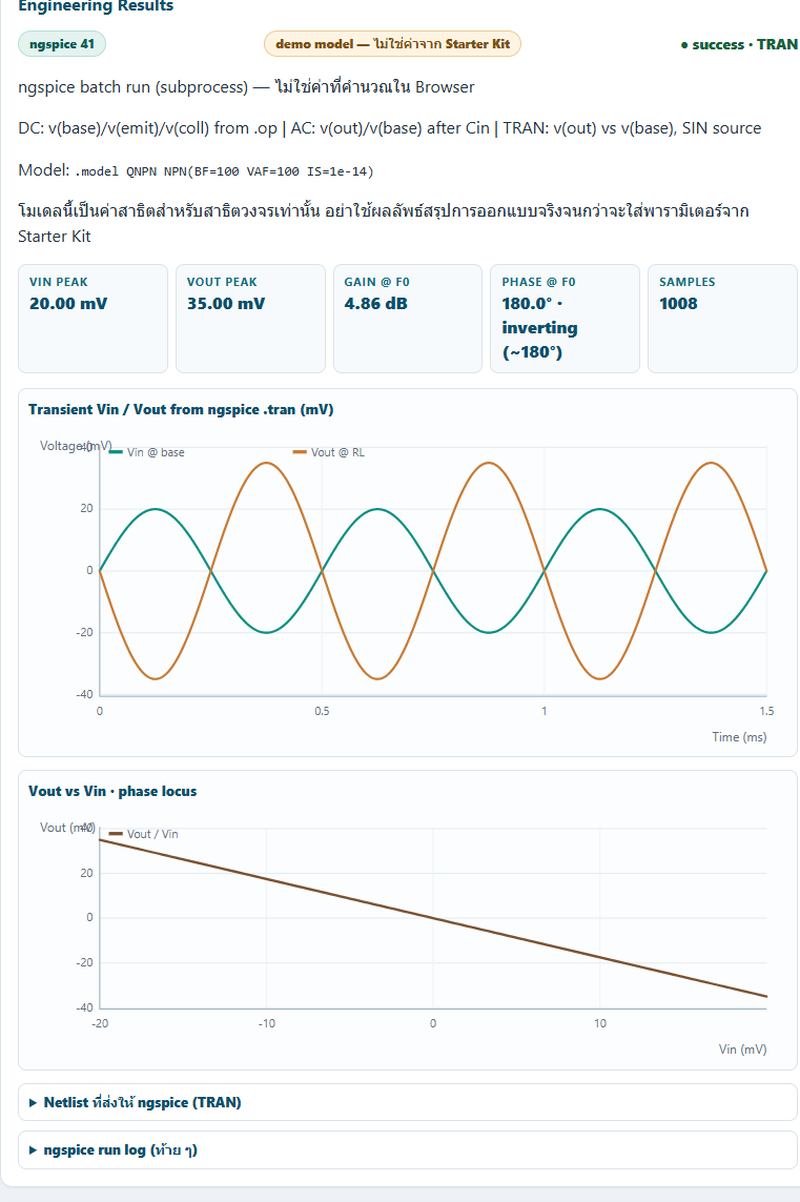 Engineering Results
ngspice 41
demo model — ไม่ใช่ค่าจาก Starter Kit
● success · TRAN
ngspice batch run (subprocess) — ไม่ใช่ค่าที่คำนวณใน Browser
DC: v(base)/v(emit)/v(coll) from .op | AC: v(out)/v(base) after Cin | TRAN: v(out) vs v(base), SIN source
Model: .model QNPN NPN(BF=100 VAF=100 IS=1e-14)
โมเดลนี้เป็นค่าสาธิตสำหรับสาธิตวงจรเท่านั้น อย่าใช้ผลลัพธ์สรุปการออกแบบจริงจนกว่าจะใส่พารามิเตอร์จาก
Starter Kit
VIN PEAK
20.00 mV
VOUT PEAK
35.00 mV
GAIN @ F0
4.86 dB
PHASE @ F0
180.0° ·
inverting
(~180°)
SAMPLES
1008
Transient Vin / Vout from ngspice .tran (mV)
Voltage (mV)
Vin @ base
Vout @ RL
40
20
0
-20
-40
0
0.5
1
1.5
Time (ms)
Vout vs Vin · phase locus
Vout (mV)
Vout / Vin
40
20
0
-20
-40
-20
-10
0
10
Vin (mV)
▶ Netlist ที่ส่งให้ ngspice (TRAN)
▶ ngspice run log (ท้าย ๆ)